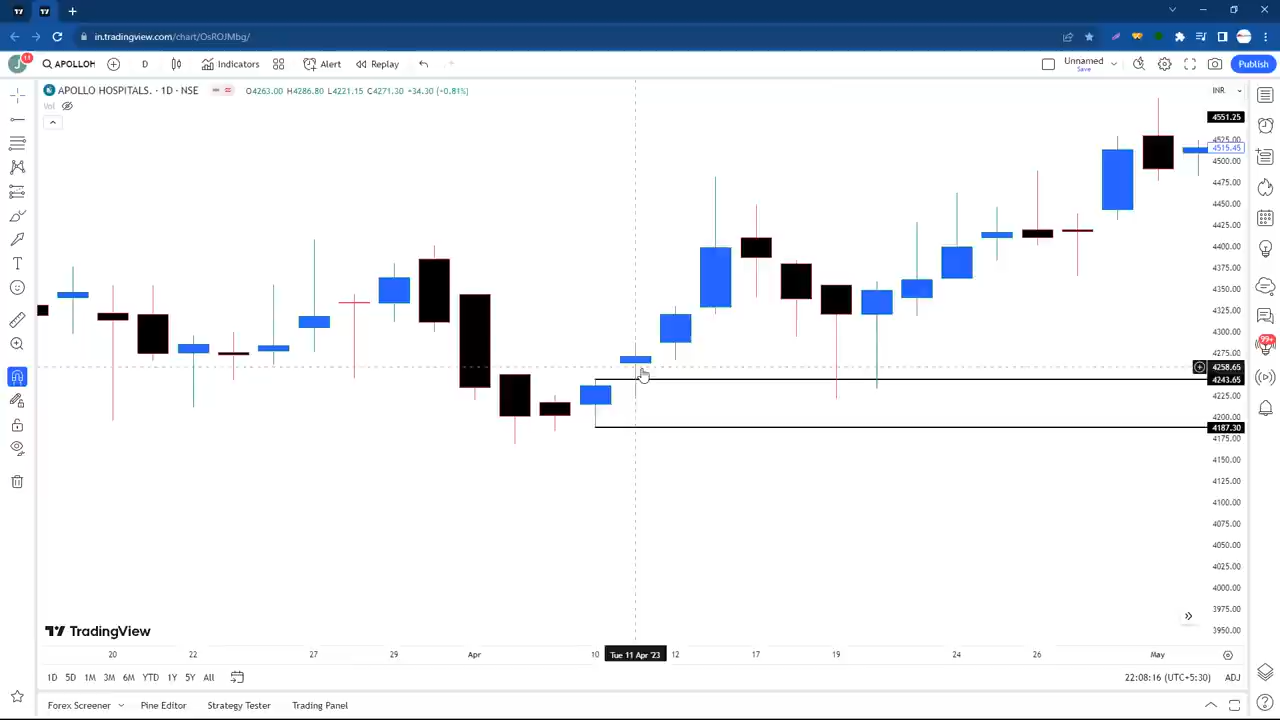 in.tradingview.com/chart/OsROJMbg/
11
APOLLOH
D
Indicators
Alert
Replay
Unnamed
Save
Publish
APOLLO HOSPITALS. · 1D · NSE
O4263.00 H4286.80 L4221.15 C4271.30 +34.30 (+0.81%)
Vol
INR
4551.25
4525.00
4515.45
4500.00
4475.00
4450.00
4425.00
4400.00
4375.00
4350.00
4325.00
4300.00
4275.00
4258.65
4243.65
4225.00
4200.00
4187.30
4175.00
4150.00
4125.00
4100.00
4075.00
4050.00
4025.00
4000.00
3975.00
3950.00
99+
TradingView
20
22
27
29
Apr
10
Tue 11 Apr '23
12
17
19
24
26
May
1D 5D 1M 3M 6M YTD 1Y 5Y All
22:08:16 (UTC+5:30)
ADJ
Forex Screener
Pine Editor
Strategy Tester
Trading Panel